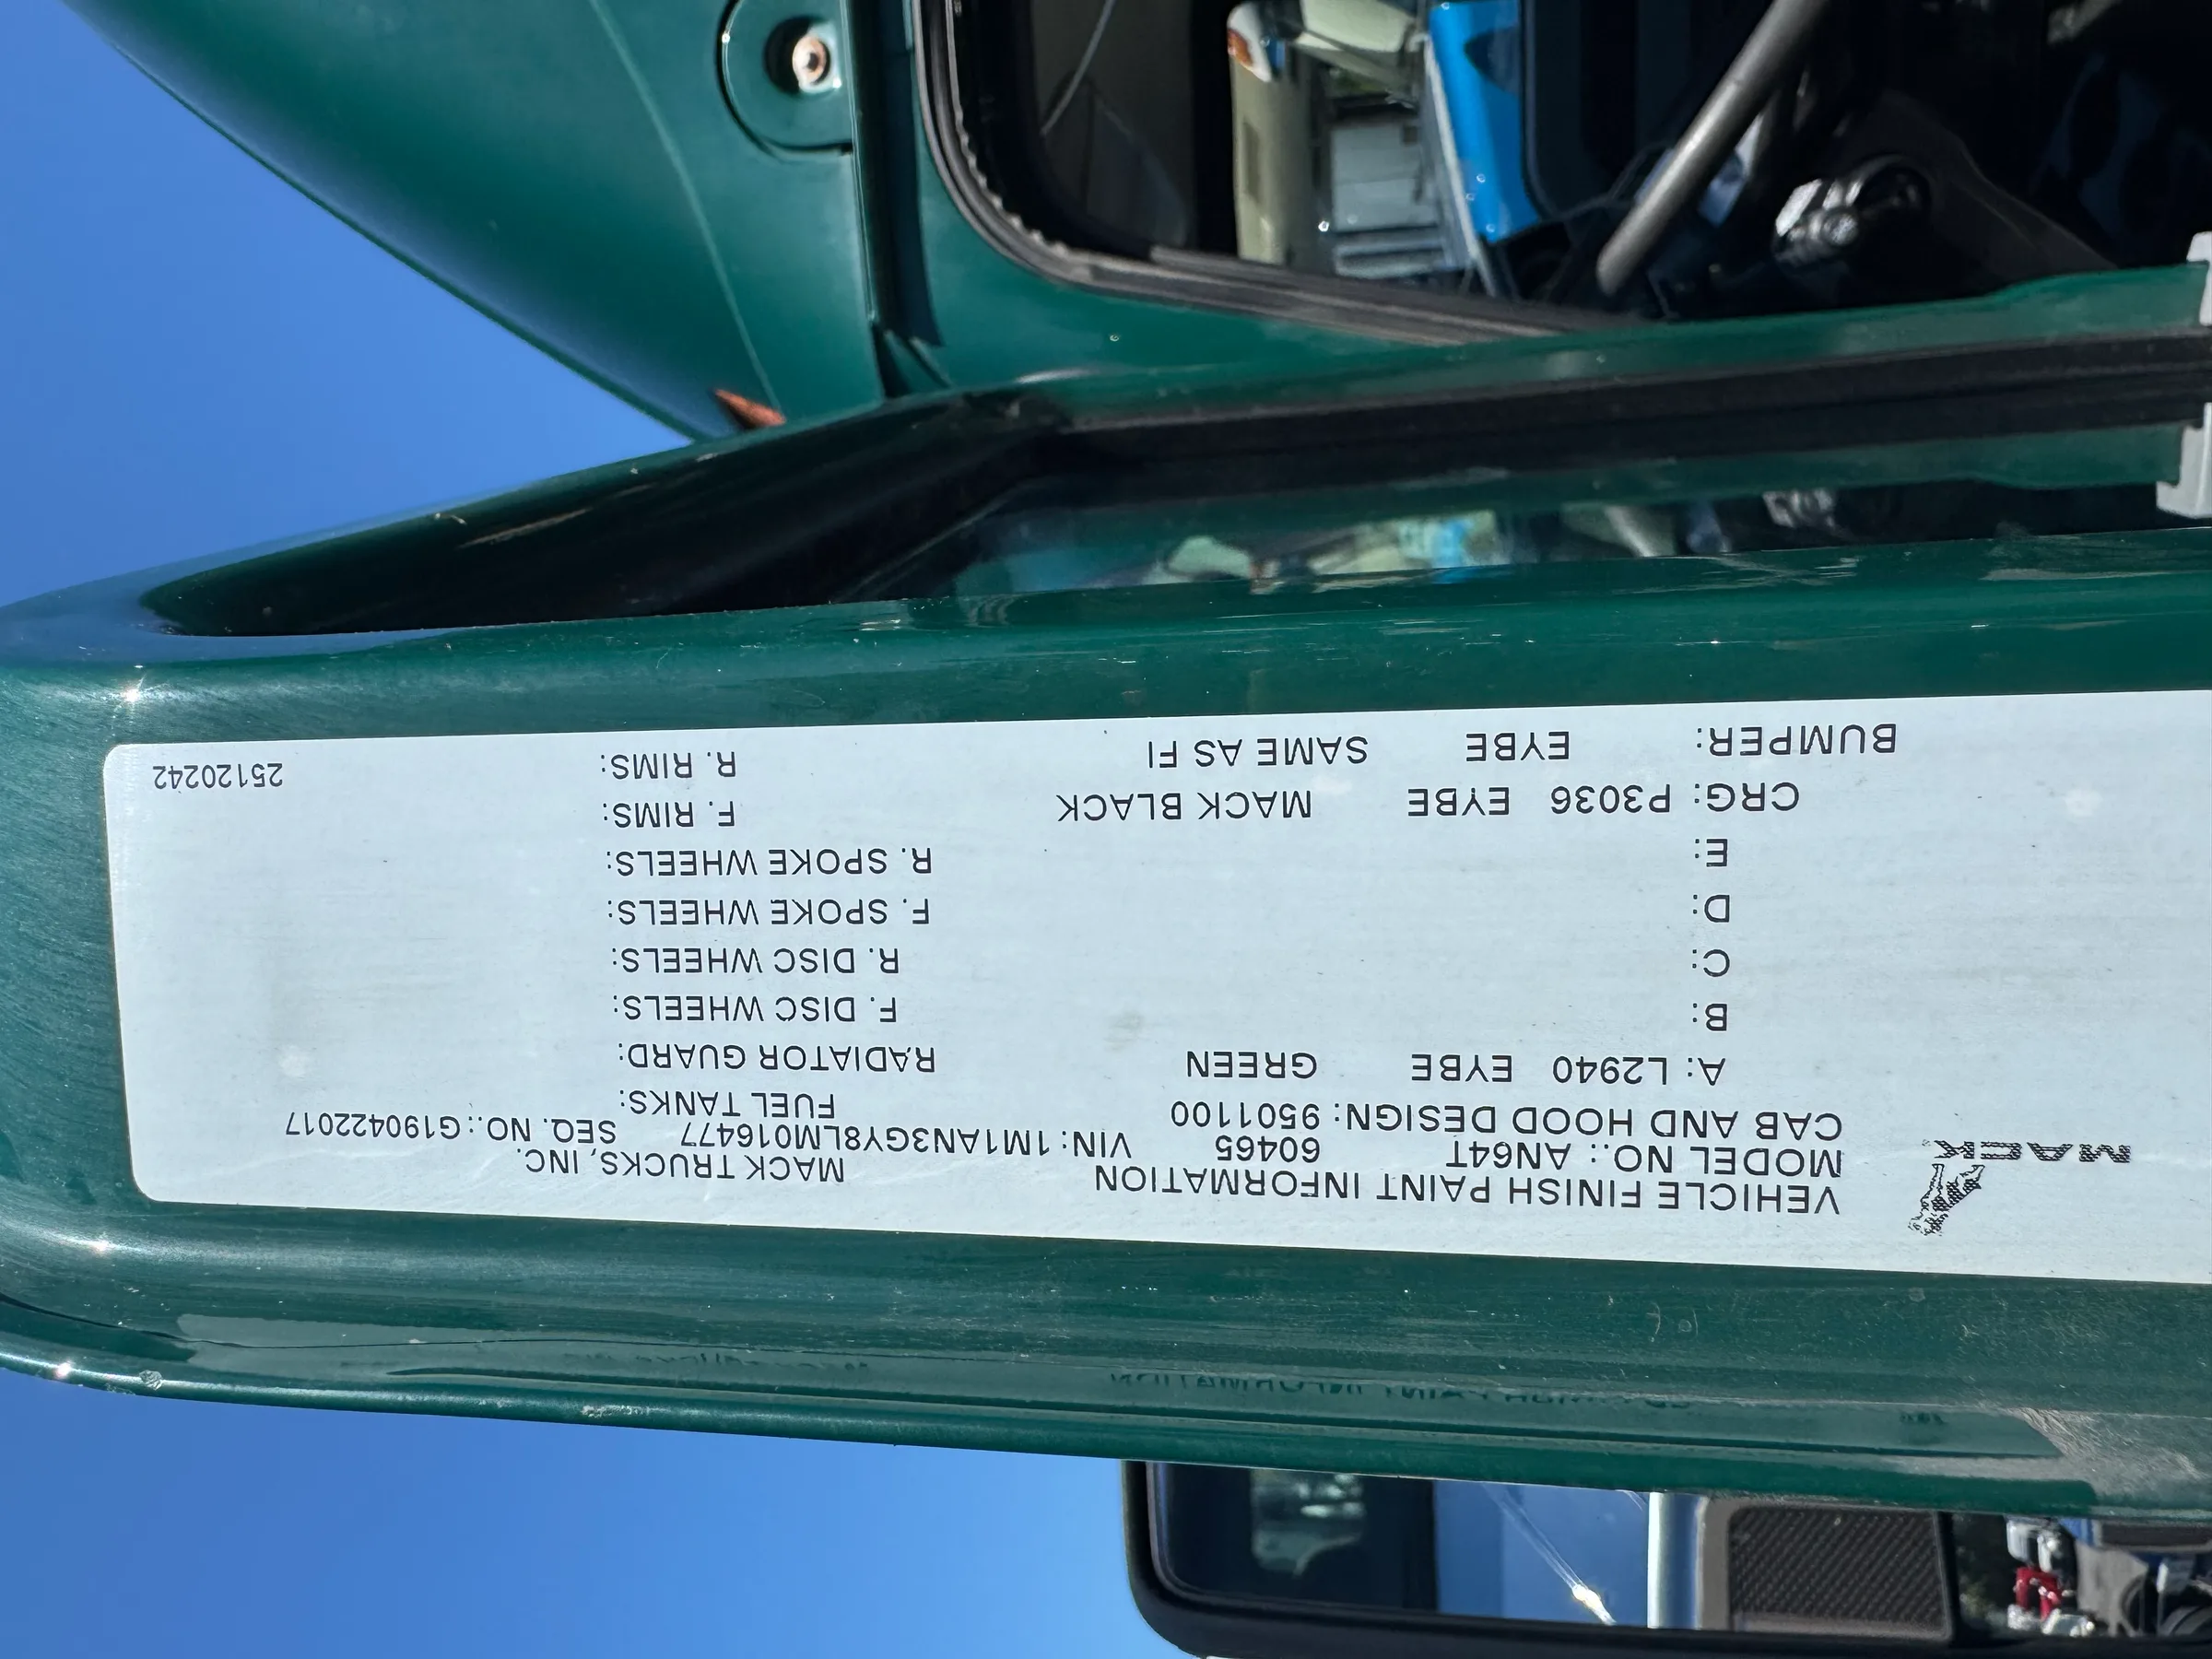 MACK
VEHICLE FINISH PAINT INFORMATION MACK TRUCKS, INC.
MODEL NO.: AN64T 60465 VIN: 1M1AN3GY8LM016477 SEQ. NO.: G190422017
CAB AND HOOD DESIGN: 9501100 FUEL TANKS:
A: L2940 EYBE GREEN RADIATOR GUARD:
B: F. DISC WHEELS:
C: R. DISC WHEELS:
D: F. SPOKE WHEELS:
E: R. SPOKE WHEELS:
CRG: P3036 EYBE MACK BLACK F. RIMS:
BUMPER: EYBE SAME AS FI R. RIMS:
25120242